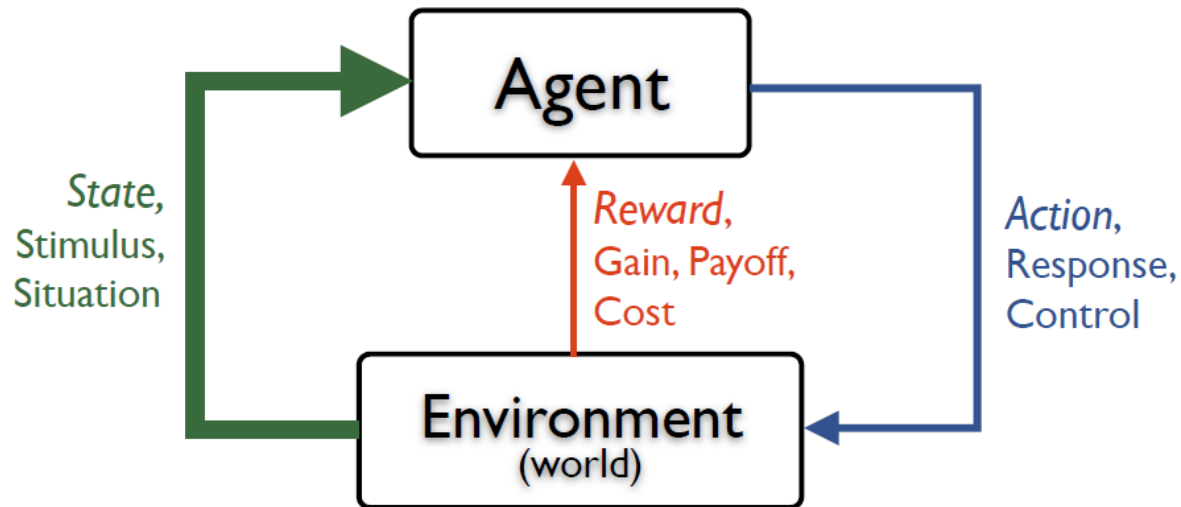 Agent
State,
Stimulus,
Situation
Reward,
Gain, Payoff,
Cost
Action,
Response,
Control
Environment
(world)